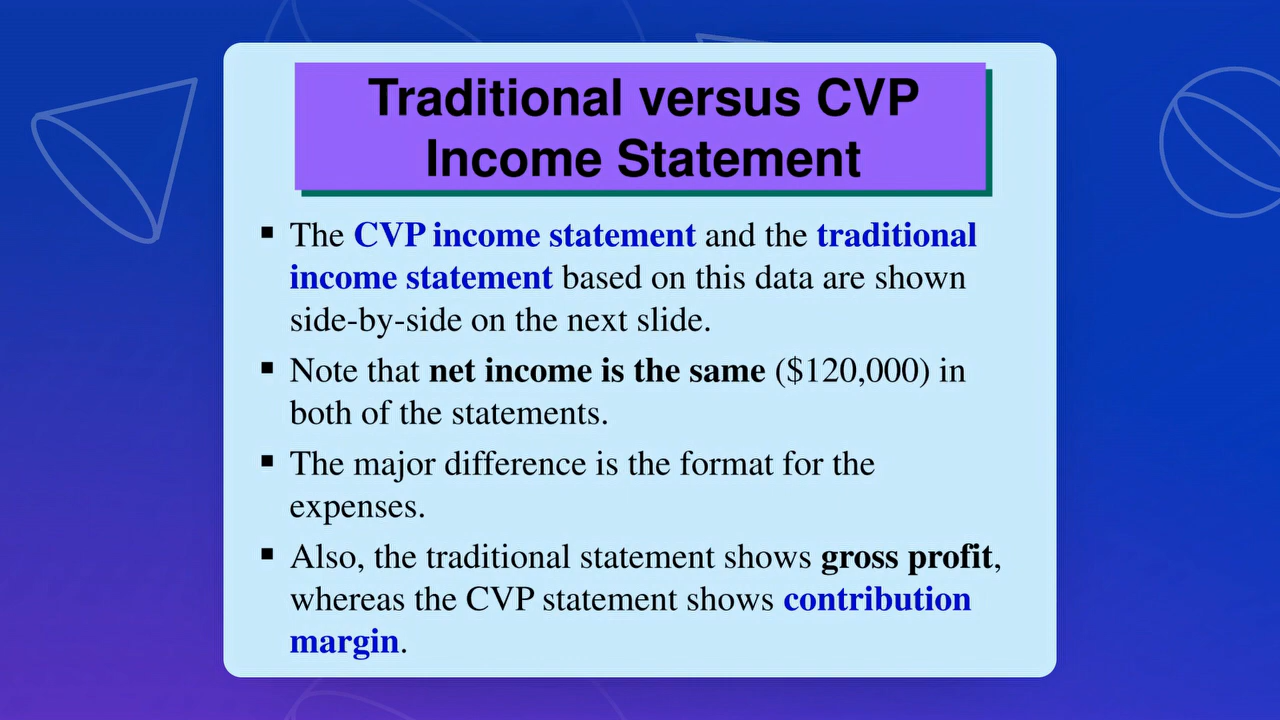 Traditional versus CVP
Income Statement
▪ The CVP income statement and the traditional
income statement based on this data are shown
side-by-side on the next slide.
▪ Note that net income is the same ($120,000) in
both of the statements.
▪ The major difference is the format for the
expenses.
▪ Also, the traditional statement shows gross profit,
whereas the CVP statement shows contribution
margin.